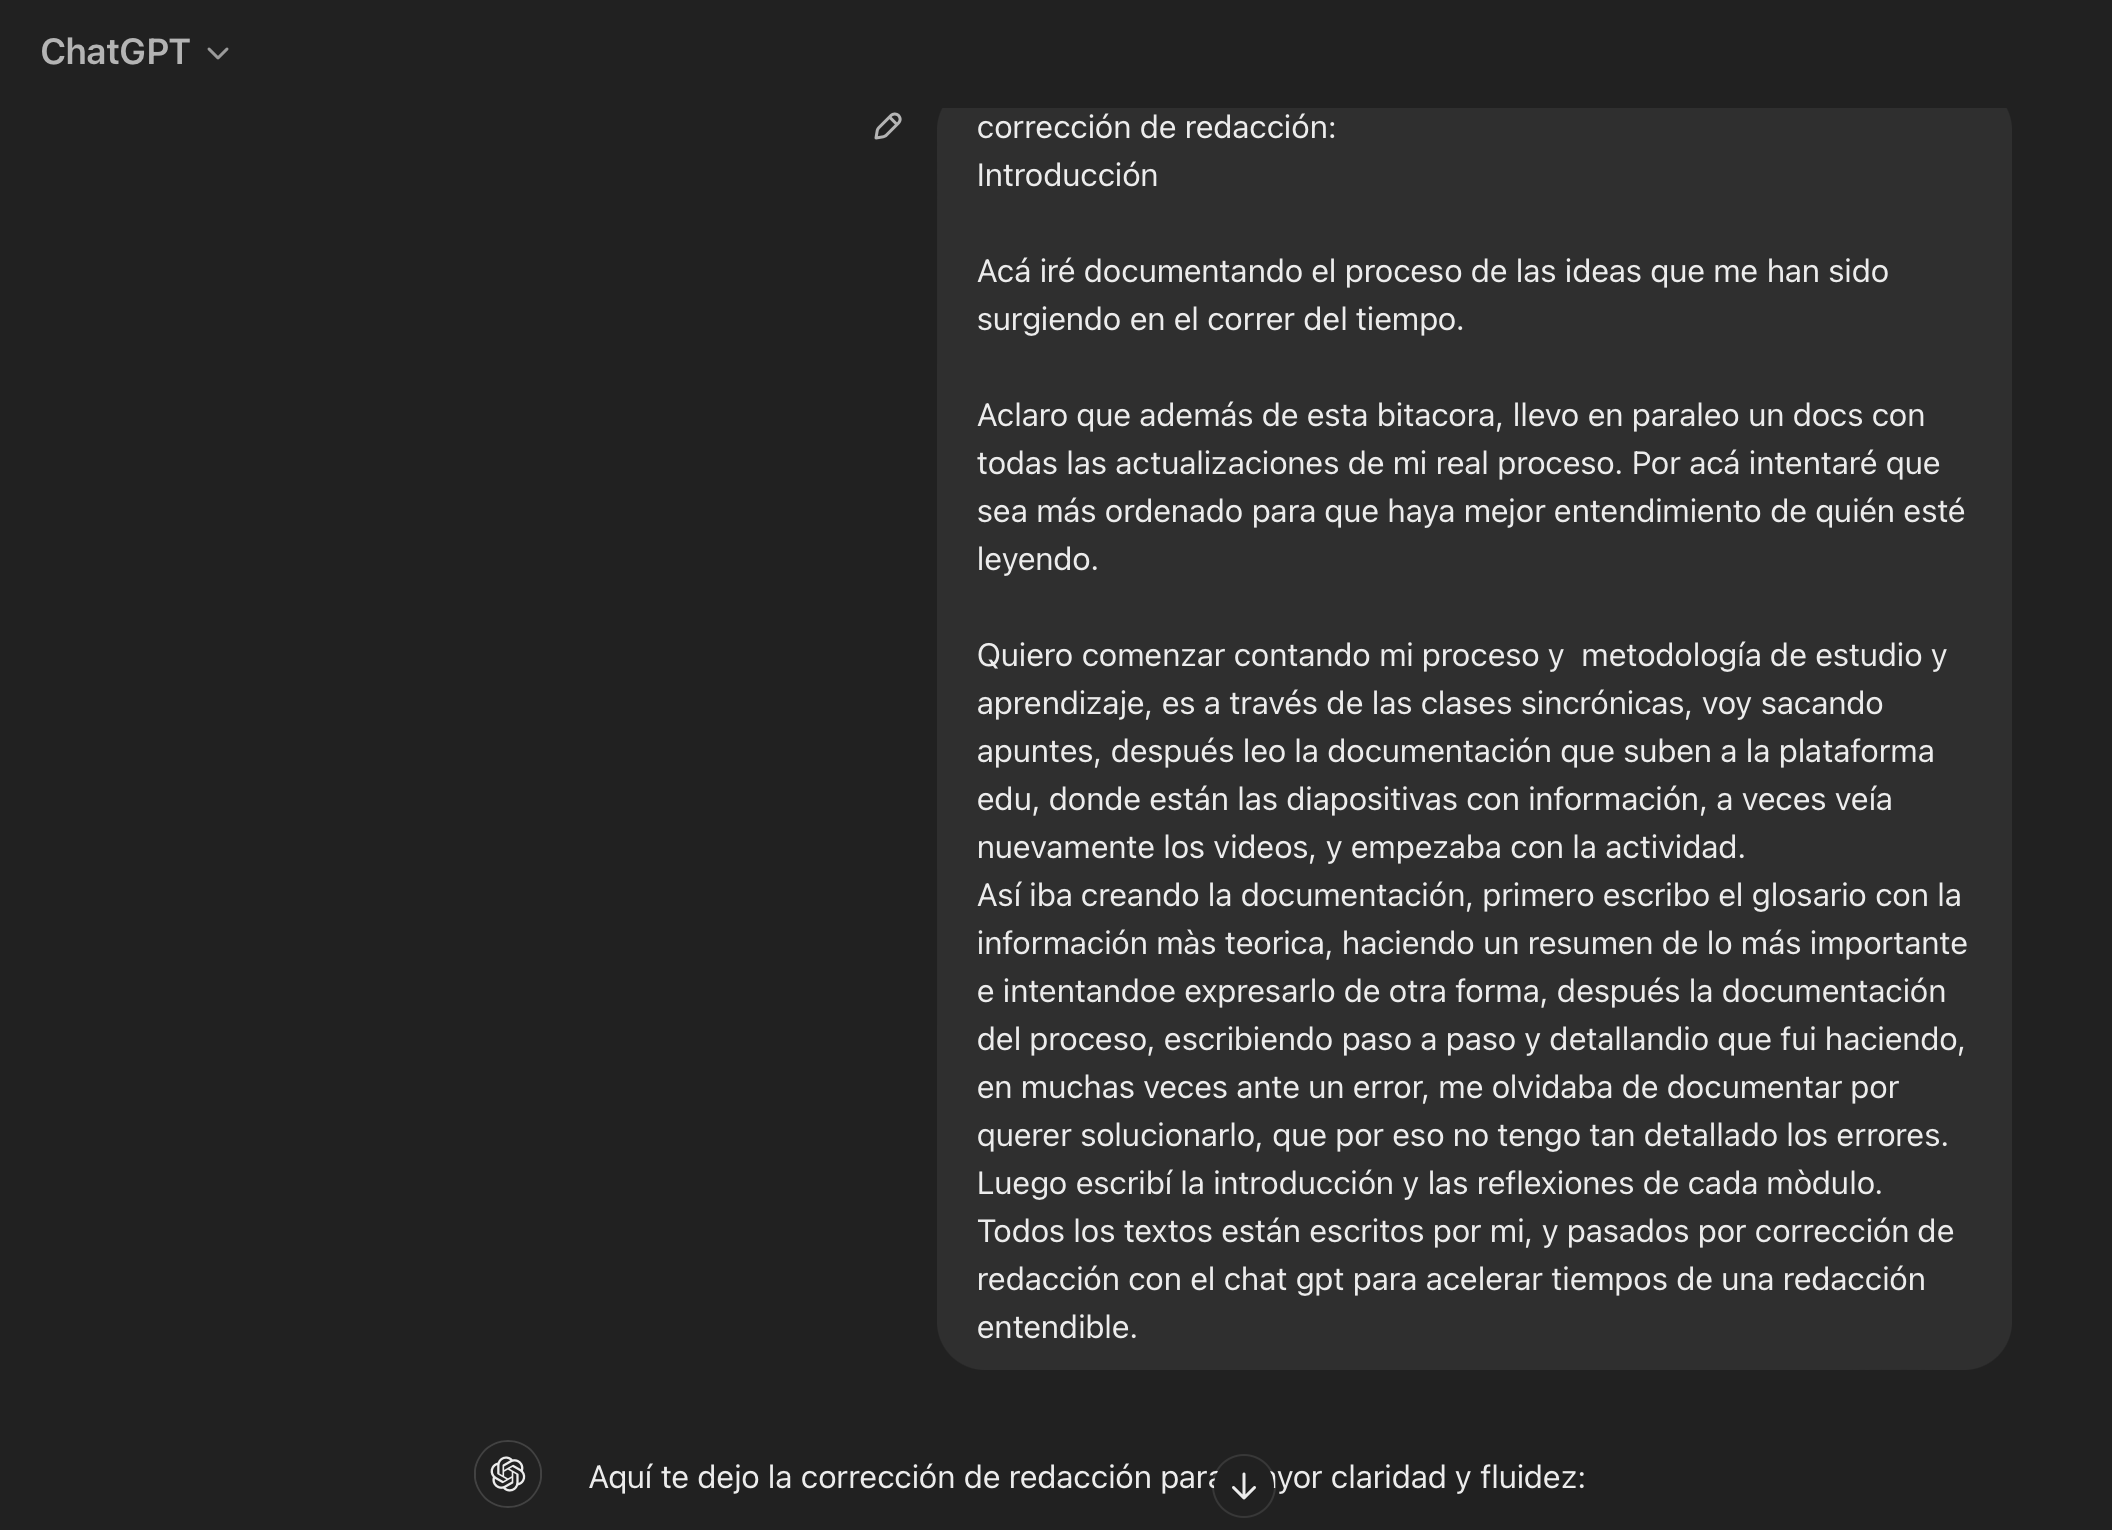 ChatGPT
corrección de redacción:
Introducción
Acá iré documentando el proceso de las ideas que me han sido
surgiendo en el correr del tiempo.
Aclaro que además de esta bitacora, llevo en paraleo un docs con
todas las actualizaciones de mi real proceso. Por acá intentaré que
sea más ordenado para que haya mejor entendimiento de quién esté
leyendo.
Quiero comenzar contando mi proceso y  metodología de estudio y
aprendizaje, es a través de las clases sincrónicas, voy sacando
apuntes, después leo la documentación que suben a la plataforma
edu, donde están las diapositivas con información, a veces veía
nuevamente los videos, y empezaba con la actividad.
Así iba creando la documentación, primero escribo el glosario con la
información màs teorica, haciendo un resumen de lo más importante
e intentandoe expresarlo de otra forma, después la documentación
del proceso, escribiendo paso a paso y detallandio que fui haciendo,
en muchas veces ante un error, me olvidaba de documentar por
querer solucionarlo, que por eso no tengo tan detallado los errores.
Luego escribí la introducción y las reflexiones de cada mòdulo.
Todos los textos están escritos por mi, y pasados por corrección de
redacción con el chat gpt para acelerar tiempos de una redacción
entendible.
Aquí te dejo la corrección de redacción para yor claridad y fluidez: